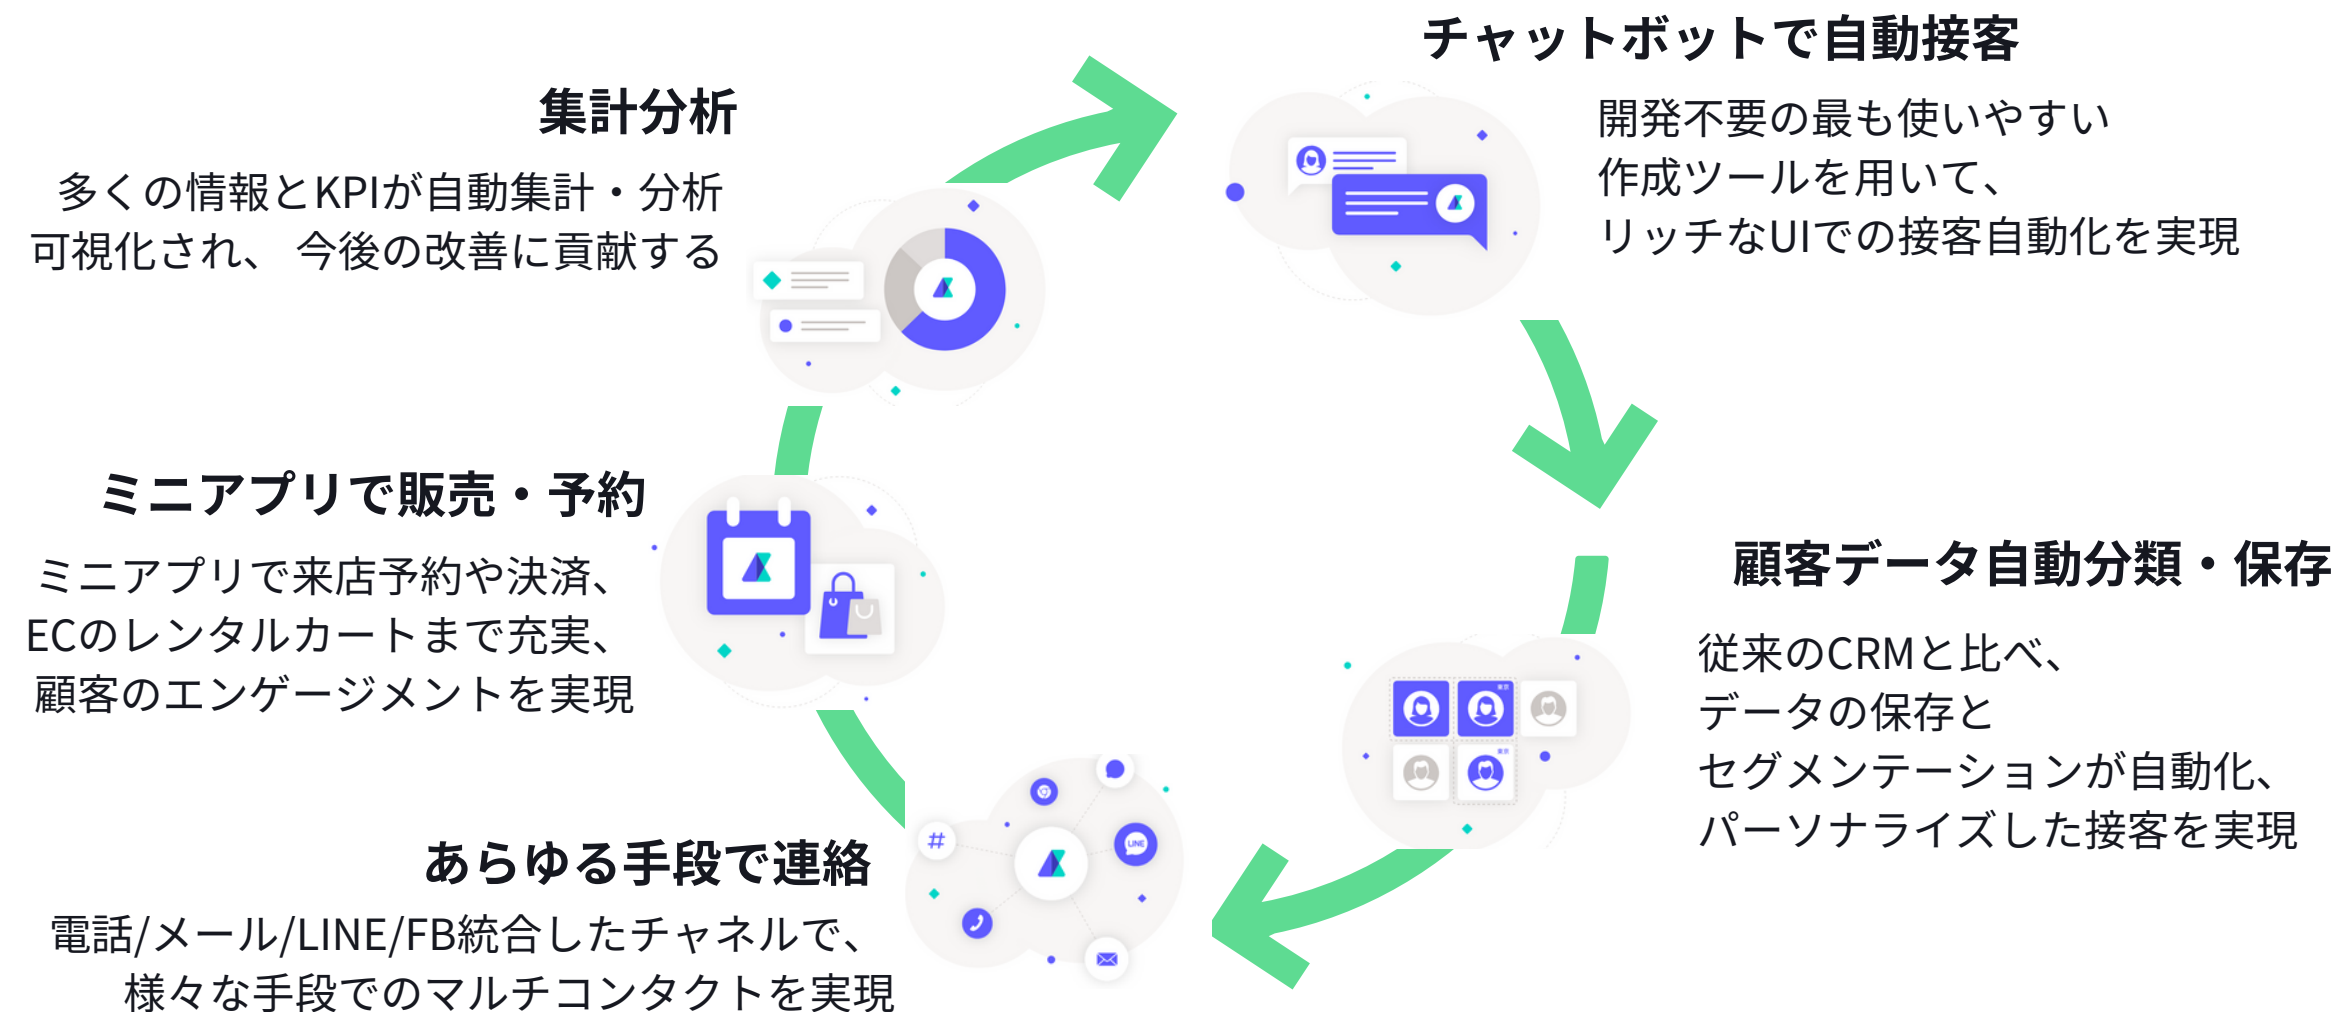 チャットボットで自動接客
開発不要の最も使いやすい
作成ツールを用いて、
リッチなUIでの接客自動化を実現
顧客データ自動分類・保存
従来のCRMと比べ、
データの保存と
セグメンテーションが自動化、
パーソナライズした接客を実現
東京
東京
あらゆる手段で連絡
電話/メール/LINE/FB統合したチャネルで、
様々な手段でのマルチコンタクトを実現
#
LINE
ミニアプリで販売・予約
ミニアプリで来店予約や決済、
ECのレンタルカートまで充実、
顧客のエンゲージメントを実現
集計分析
多くの情報とKPIが自動集計・分析
可視化され、 今後の改善に貢献する